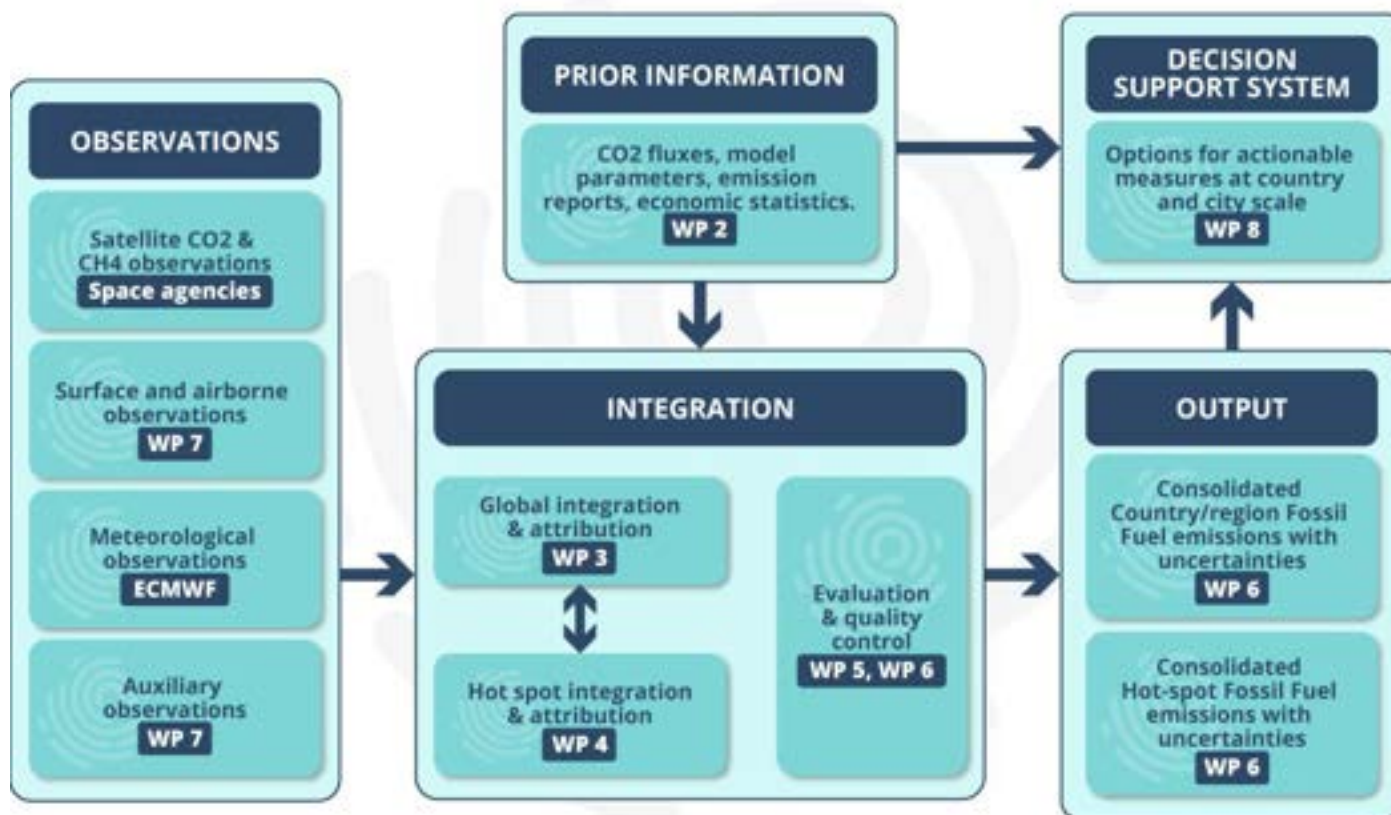 OBSERVATIONS
Satellite CO2 &
CH4 observations
Space agencies
Surface and airborne
observations
WP 7
Meteorological
observations
ECMWF
Auxiliary
observations
WP 7
PRIOR INFORMATION
CO2 fluxes, model
parameters, emission
reports, economic statistics.
WP 2
INTEGRATION
Global integration
& attribution
WP 3
Hot spot integration
& attribution
WP 4
Evaluation
& quality
control
WP 5, WP 6
DECISION
SUPPORT SYSTEM
Options for actionable
measures at country
and city scale
WP 8
OUTPUT
Consolidated
Country/region Fossil
Fuel emissions with
uncertainties
WP 6
Consolidated
Hot-spot Fossil Fuel
emissions with
uncertainties
WP 6